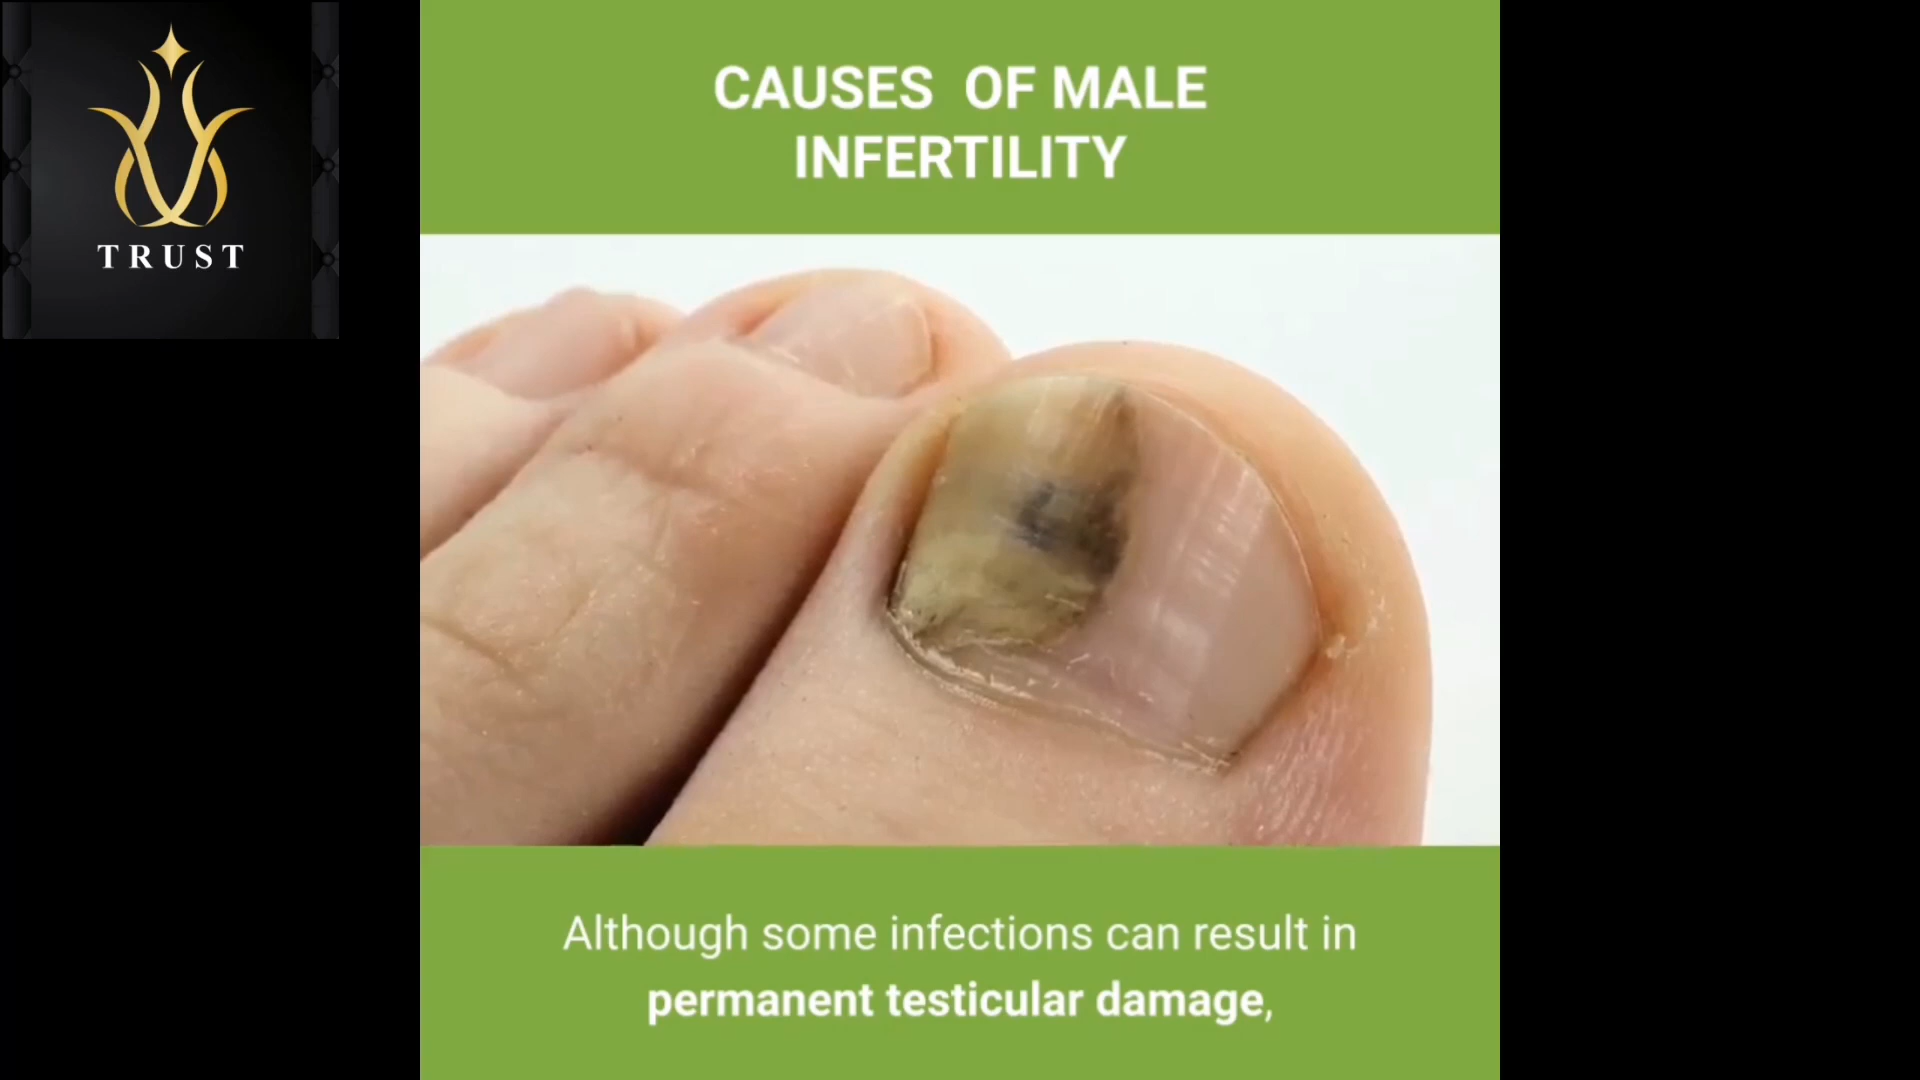 TRUST
CAUSES OF MALE
INFERTILITY
Although some infections can result in
permanent testicular damage,